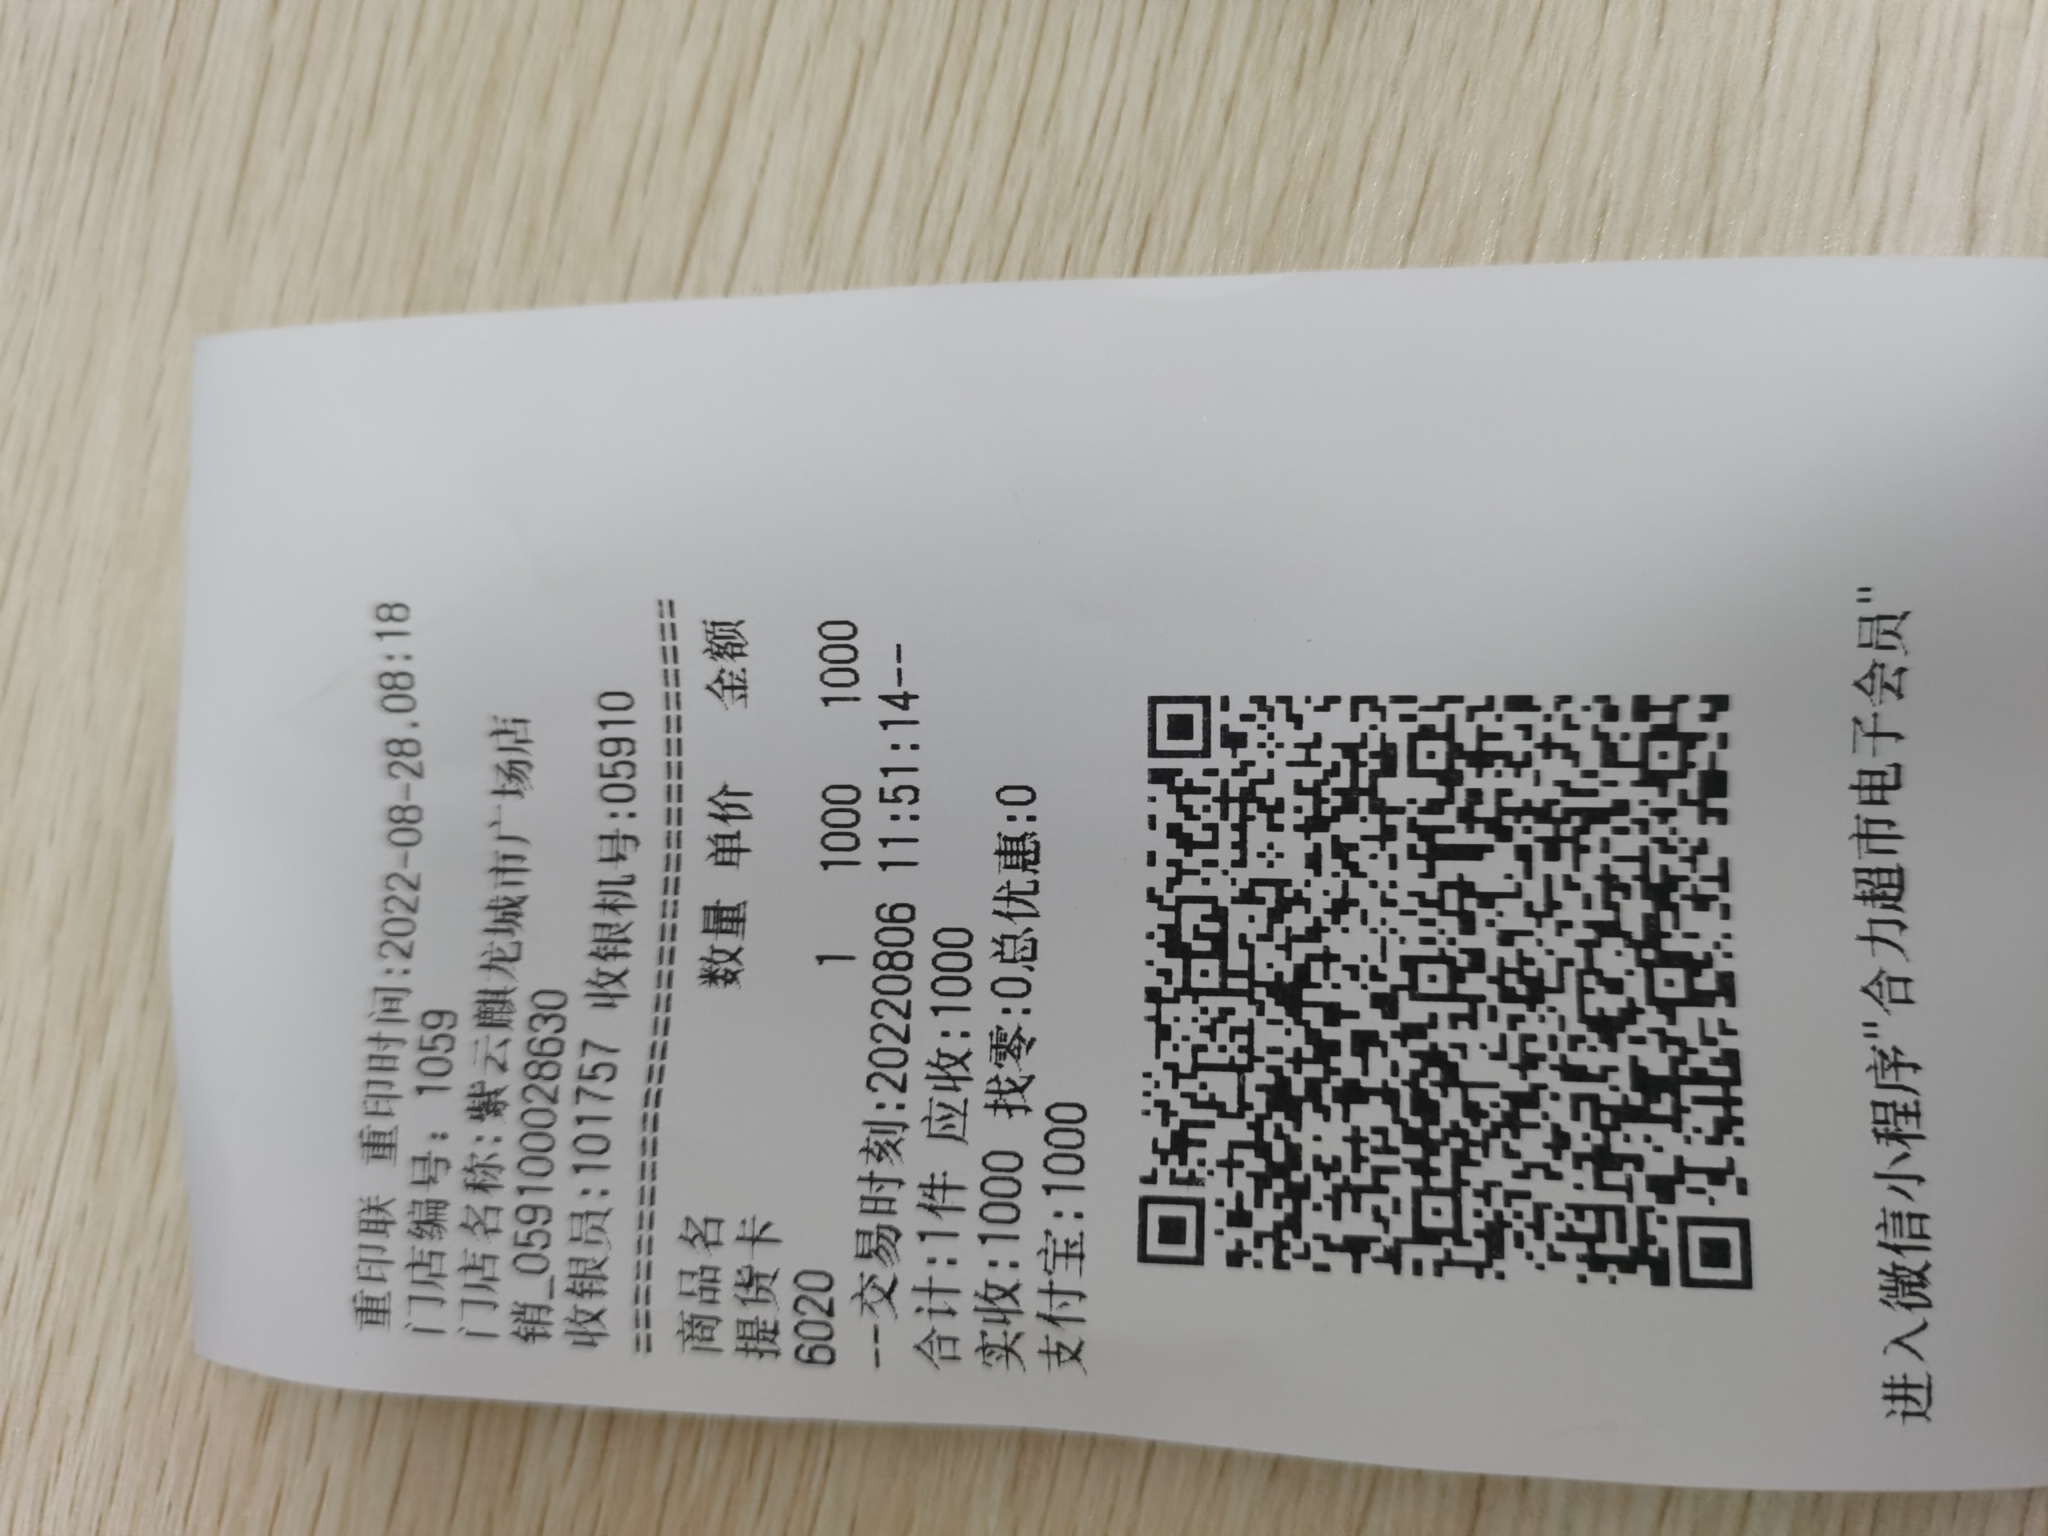 重印联 重印时间:2022-08-28.08:18
门店编号: 1059
门店名称:紫云麒龙城市广场店
销_0591000028630
收银员:101757 收银机号:05910
========================================
商品名 数量 单价 金额
提货卡
6020 1 1000 1000
--交易时刻:20220806 11:51:14--
合计:1件 应收:1000
实收:1000 找零:0总优惠:0
支付宝:1000
进入微信小程序"合力超市电子会员"